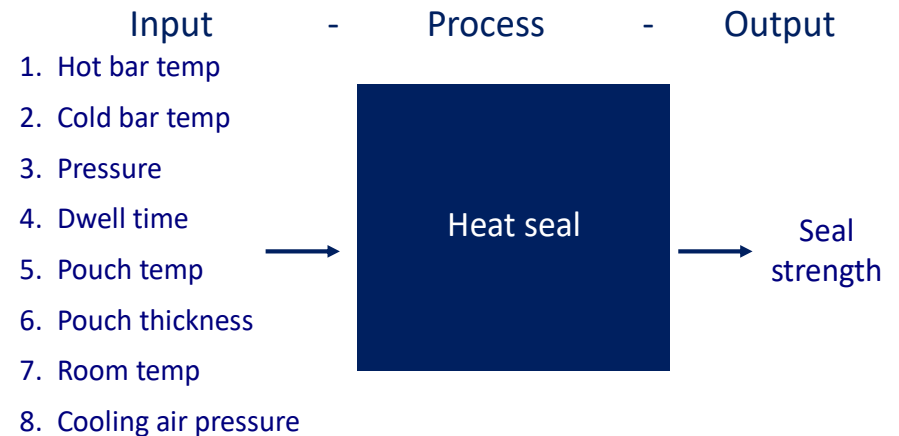 Input - Process - Output
1. Hot bar temp
2. Cold bar temp
3. Pressure
4. Dwell time
5. Pouch temp
6. Pouch thickness
7. Room temp
8. Cooling air pressure
Heat seal
Seal
strength